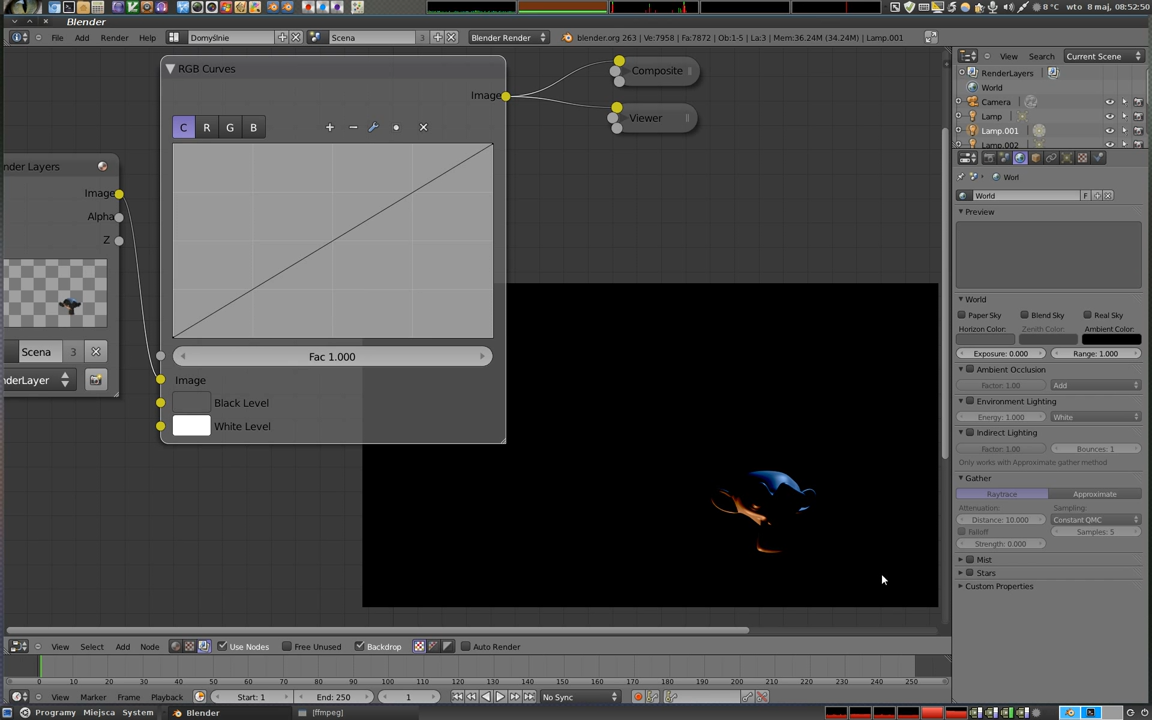 8 °C wto 8 maj, 08:52:50
Blender
File Add Render Help Domyślnie Scena 3 Blender Render blender.org 263 | Ve:7958 | Fa:7872 | Ob:1-5 | La:3 | Mem:36.24M (34.24M) | Lamp.001
View Search Current Scene
RenderLayers
World
Camera
Lamp
Lamp.001
Lamp.002
RGB Curves
Image
C R G B
Fac 1.000
Image
Black Level
White Level
Composite
Viewer
nder Layers
Image
Alpha
Z
Scena 3
nderLayer
Worl
World F
Preview
World
Paper Sky Blend Sky Real Sky
Horizon Color: Zenith Color: Ambient Color:
Exposure: 0.000 Range: 1.000
Ambient Occlusion
Factor: 1.00 Add
Environment Lighting
Energy: 1.000 White
Indirect Lighting
Factor: 1.00 Bounces: 1
Only works with Approximate gather method
Gather
Raytrace Approximate
Attenuation: Sampling:
Distance: 10.000 Constant QMC
Falloff Samples: 5
Strength: 0.000
Mist
Stars
Custom Properties
View Select Add Node Use Nodes Free Unused Backdrop Auto Render
0 10 20 30 40 50 60 70 80 90 100 110 120 130 140 150 160 170 180 190 200 210 220 230 240 250
View Marker Frame Playback Start: 1 End: 250 1 No Sync
Programy Miejsca System Blender [ffmpeg]